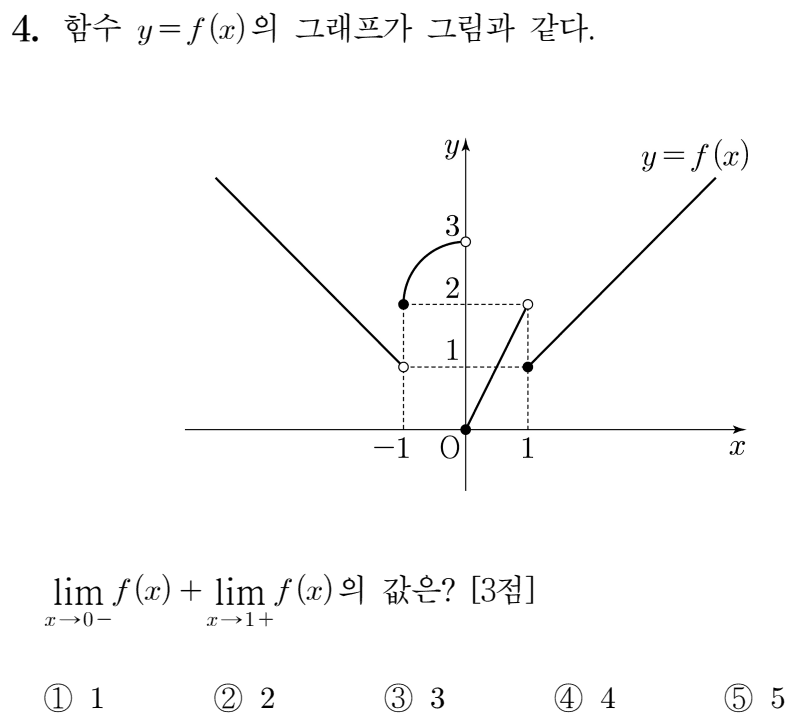 4. 함수 y=f(x)의 그래프가 그림과 같다.
y
y=f(x)
3
2
1
−1 O 1 x
lim f(x)+lim f(x)의 값은? [3점]
x→0− x→1+
① 1 ② 2 ③ 3 ④ 4 ⑤ 5